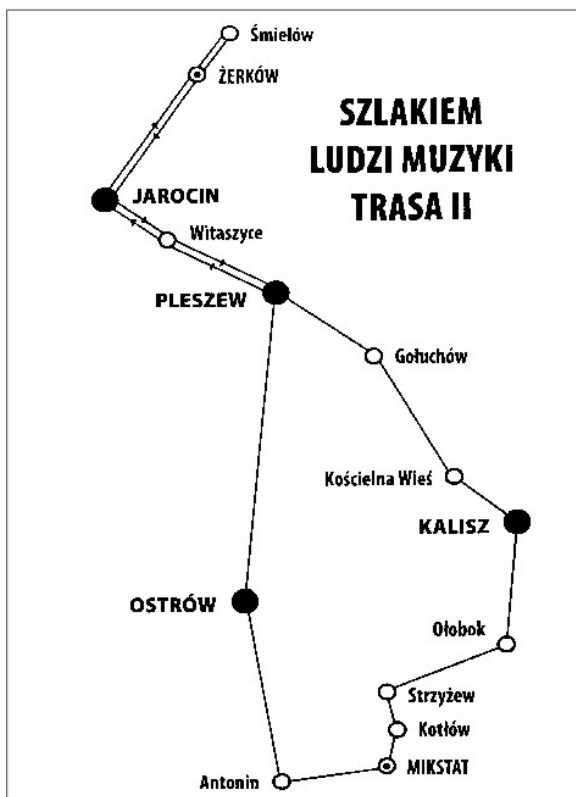 Śmiełów
ŻERKÓW
SZLAKIEM
LUDZI MUZYKI
TRASA II
JAROCIN
Witaszyce
PLESZEW
Gołuchów
Kościelna Wieś
KALISZ
OSTRÓW
Ołobok
Strzyżew
Kotłów
MIKSTAT
Antonin